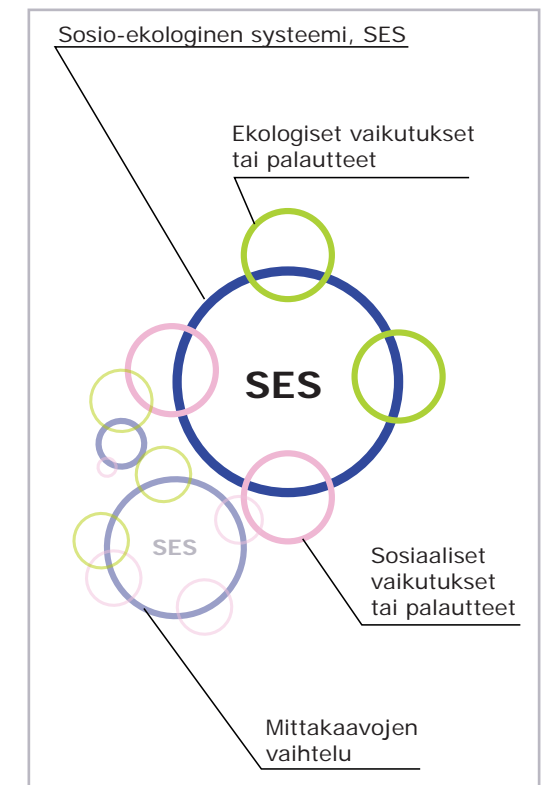 Sosio-ekologinen systeemi, SES
Ekologiset vaikutukset
tai palautteet
SES
SES
Sosiaaliset
vaikutukset
tai palautteet
Mittakaavojen
vaihtelu